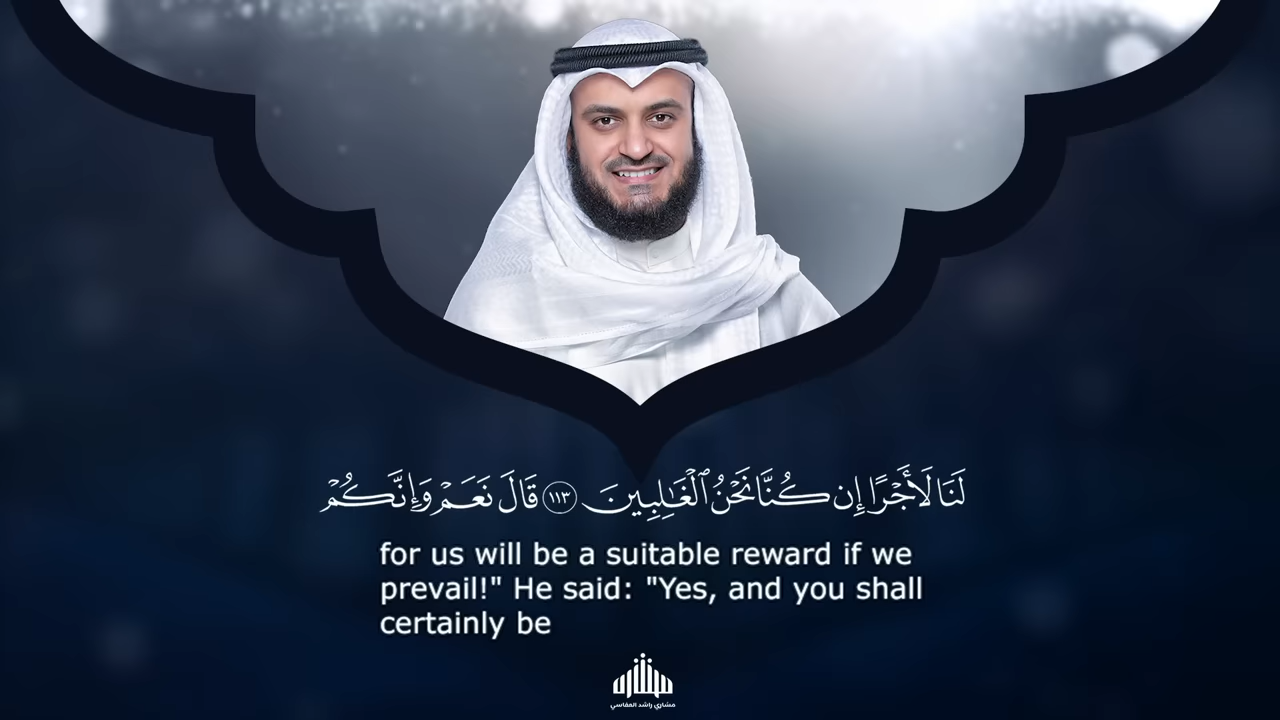 لَنَا لَأَجْرًا إِن كُنَّا نَحْنُ ٱلْغَٰلِبِينَ ١١٣ قَالَ نَعَمْ وَإِنَّكُمْ
for us will be a suitable reward if we
prevail!" He said: "Yes, and you shall
certainly be
مشاري راشد العفاسي